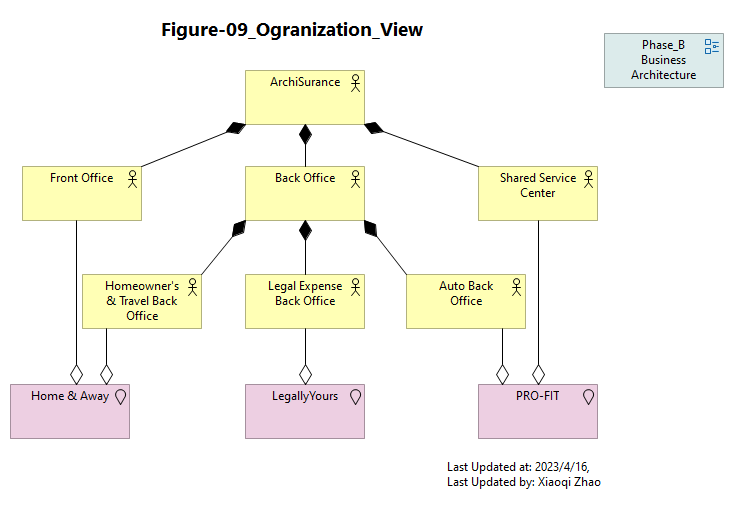 Figure-09_Ogranization_View
Phase_B
Business
Architecture
ArchiSurance
Front Office
Back Office
Shared Service
Center
Homeowner's
& Travel Back
Office
Legal Expense
Back Office
Auto Back
Office
Home & Away
LegallyYours
PRO-FIT
Last Updated at: 2023/4/16,
Last Updated by: Xiaoqi Zhao